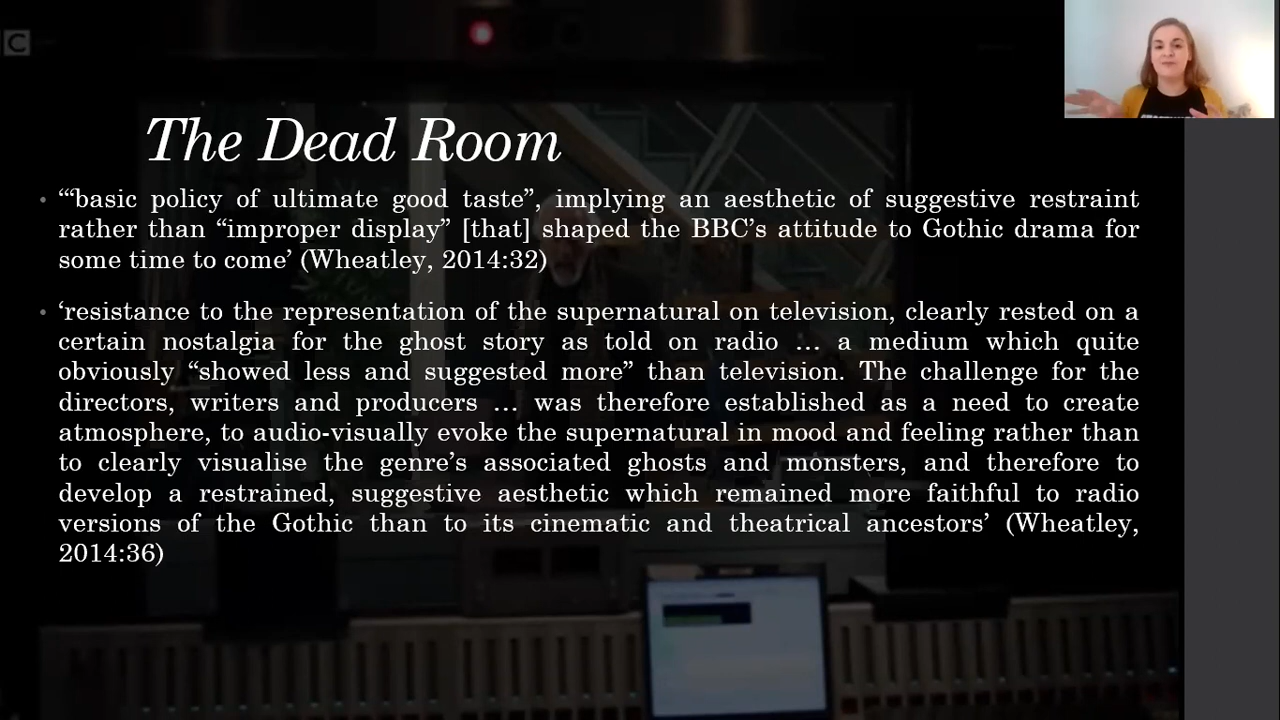 C
The Dead Room
• “‘basic policy of ultimate good taste”, implying an aesthetic of suggestive restraint
rather than “improper display” [that] shaped the BBC’s attitude to Gothic drama for
some time to come’ (Wheatley, 2014:32)
• ‘resistance to the representation of the supernatural on television, clearly rested on a
certain nostalgia for the ghost story as told on radio … a medium which quite
obviously “showed less and suggested more” than television. The challenge for the
directors, writers and producers … was therefore established as a need to create
atmosphere, to audio-visually evoke the supernatural in mood and feeling rather than
to clearly visualise the genre’s associated ghosts and monsters, and therefore to
develop a restrained, suggestive aesthetic which remained more faithful to radio
versions of the Gothic than to its cinematic and theatrical ancestors’ (Wheatley,
2014:36)